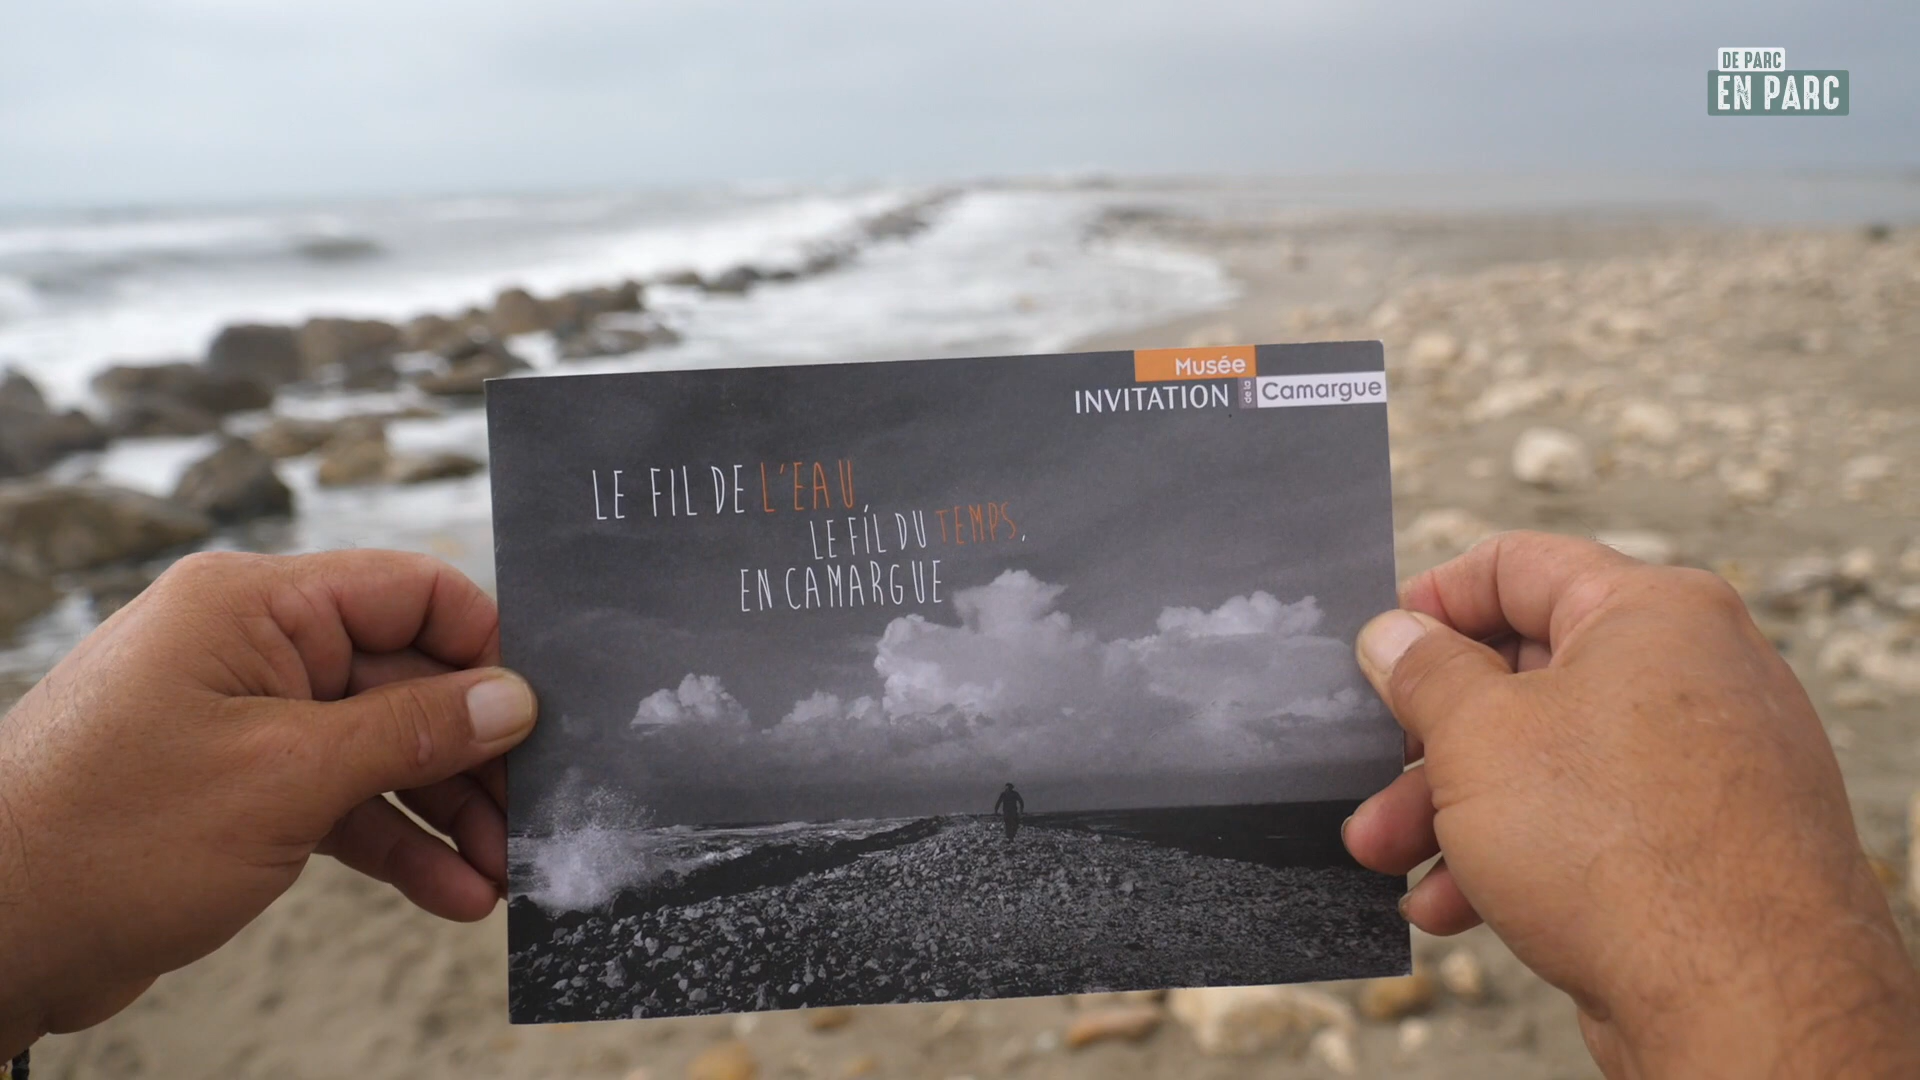 DE PARC
EN PARC
Musée
INVITATION de la Camargue
LE FIL DE L'EAU,
LE FIL DU TEMPS,
EN CAMARGUE